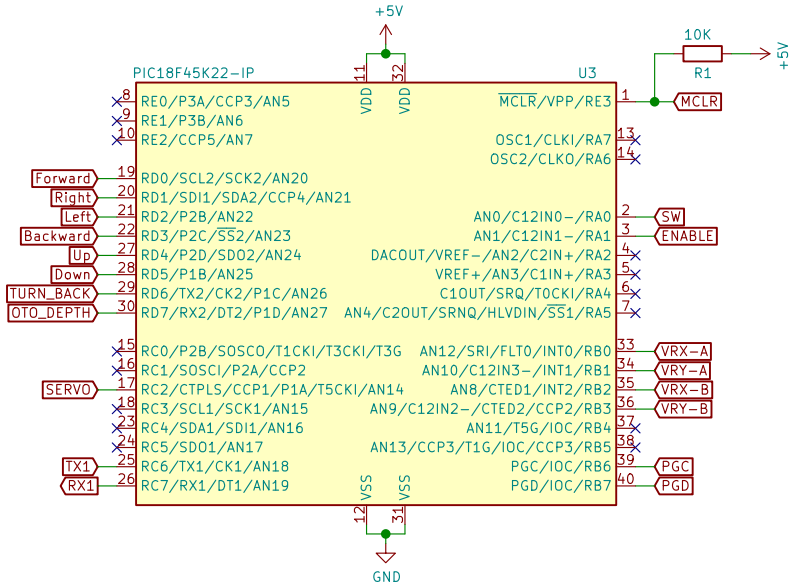 +5V
10K
R1
+5V
PIC18F45K22-IP
U3
11
VDD
32
VDD
8 RE0/P3A/CCP3/AN5
9 RE1/P3B/AN6
10 RE2/CCP5/AN7
Forward 19 RD0/SCL2/SCK2/AN20
Right 20 RD1/SDI1/SDA2/CCP4/AN21
Left 21 RD2/P2B/AN22
Backward 22 RD3/P2C/SS2/AN23
Up 27 RD4/P2D/SDO2/AN24
Down 28 RD5/P1B/AN25
TURN_BACK 29 RD6/TX2/CK2/P1C/AN26
OTO_DEPTH 30 RD7/RX2/DT2/P1D/AN27
15 RC0/P2B/SOSCO/T1CKI/T3CKI/T3G
16 RC1/SOSCI/P2A/CCP2
SERVO 17 RC2/CTPLS/CCP1/P1A/T5CKI/AN14
18 RC3/SCL1/SCK1/AN15
23 RC4/SDA1/SDI1/AN16
24 RC5/SDO1/AN17
TX1 25 RC6/TX1/CK1/AN18
RX1 26 RC7/RX1/DT1/AN19
MCLR/VPP/RE3 1 MCLR
OSC1/CLKI/RA7 13
OSC2/CLKO/RA6 14
AN0/C12IN0-/RA0 2 SW
AN1/C12IN1-/RA1 3 ENABLE
DACOUT/VREF-/AN2/C2IN+/RA2 4
VREF+/AN3/C1IN+/RA3 5
C1OUT/SRQ/T0CKI/RA4 6
AN4/C2OUT/SRNQ/HLVDIN/SS1/RA5 7
AN12/SRI/FLT0/INT0/RB0 33 VRX-A
AN10/C12IN3-/INT1/RB1 34 VRY-A
AN8/CTED1/INT2/RB2 35 VRX-B
AN9/C12IN2-/CTED2/CCP2/RB3 36 VRY-B
AN11/T5G/IOC/RB4 37
AN13/CCP3/T1G/IOC/CCP3/RB5 38
PGC/IOC/RB6 39 PGC
PGD/IOC/RB7 40 PGD
VSS
12
VSS
31
GND